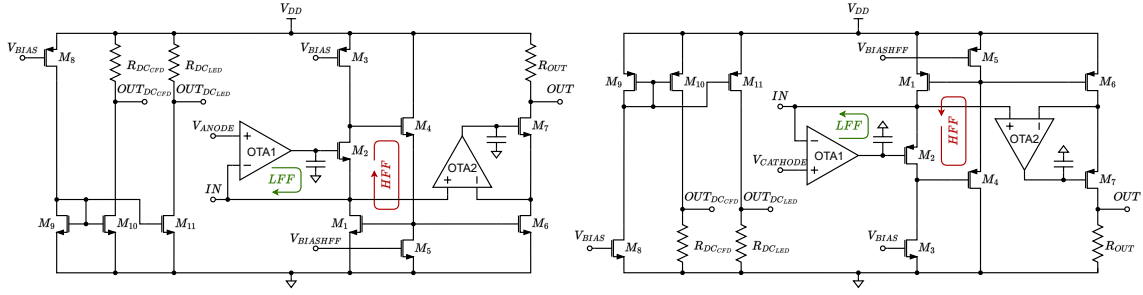 V_DD
V_BIAS
M_8
R_DC_CFD
R_DC_LED
OUT_DC_CFD
OUT_DC_LED
V_BIAS
M_3
M_4
R_OUT
OUT
M_7
V_ANODE
OTA1
M_2
OTA2
LFF
HFF
IN
M_9
M_10
M_11
M_1
M_6
V_BIASHFF
M_5
V_DD
V_BIASHFF
M_5
M_9
M_10
M_11
M_1
M_6
IN
LFF
HFF
OTA2
OTA1
M_2
V_CATHODE
M_4
M_7
OUT_DC_CFD
OUT_DC_LED
OUT
V_BIAS
M_8
R_DC_CFD
R_DC_LED
V_BIAS
M_3
R_OUT